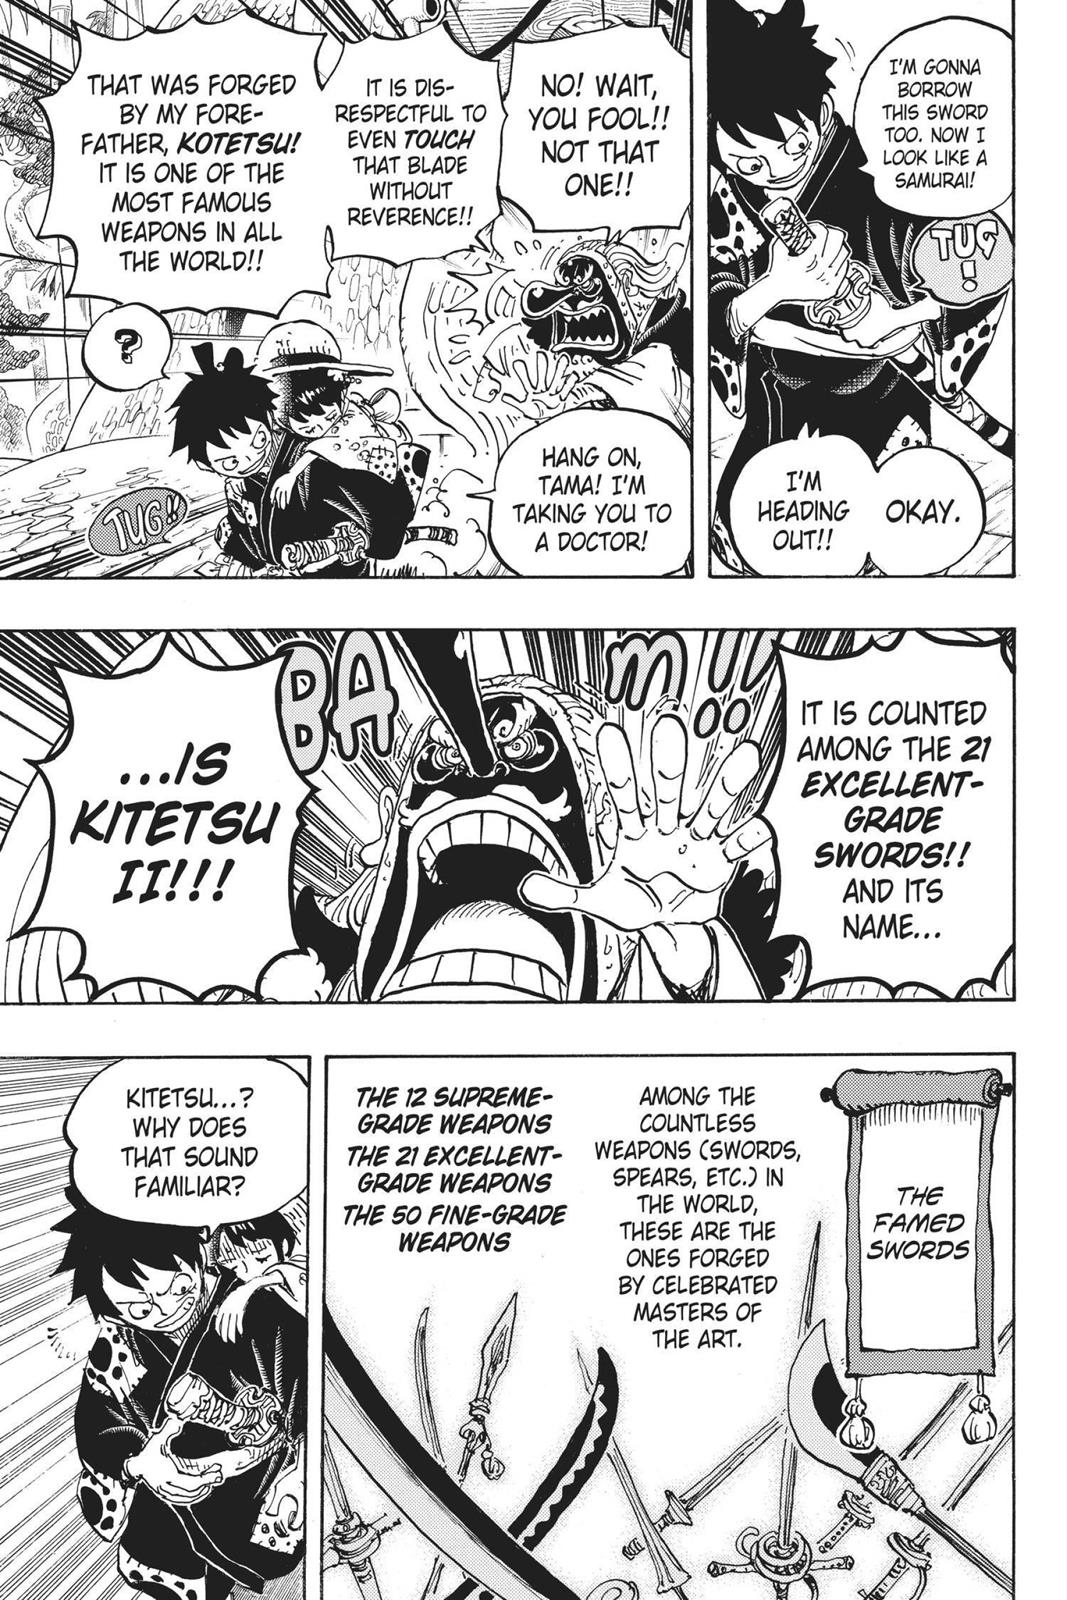 I'M GONNA
BORROW
THIS SWORD
TOO. NOW I
LOOK LIKE A
SAMURAI!
TUG
!
OKAY.
I'M
HEADING
OUT!!
NO! WAIT,
YOU FOOL!!
NOT THAT
ONE!!
IT IS DIS-
RESPECTFUL TO
EVEN TOUCH
THAT BLADE
WITHOUT
REVERENCE!!
THAT WAS FORGED
BY MY FORE-
FATHER, KOTETSU!
IT IS ONE OF THE
MOST FAMOUS
WEAPONS IN ALL
THE WORLD!!
?
TUG!!
HANG ON,
TAMA! I'M
TAKING YOU TO
A DOCTOR!
IT IS COUNTED
AMONG THE 21
EXCELLENT-
GRADE
SWORDS!!
AND ITS
NAME...
BAM!!
...IS
KITETSU
II!!!
THE
FAMED
SWORDS
AMONG THE
COUNTLESS
WEAPONS (SWORDS,
SPEARS, ETC.) IN
THE WORLD,
THESE ARE THE
ONES FORGED
BY CELEBRATED
MASTERS OF
THE ART.
THE 12 SUPREME-
GRADE WEAPONS
THE 21 EXCELLENT-
GRADE WEAPONS
THE 50 FINE-GRADE
WEAPONS
KITETSU...?
WHY DOES
THAT SOUND
FAMILIAR?